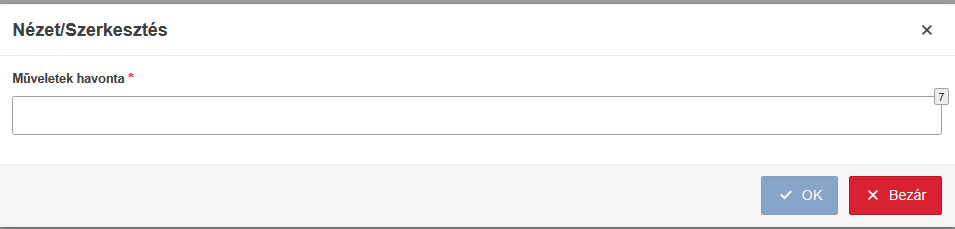 Nézet/Szerkesztés
Műveletek havonta *
7
OK
Bezár